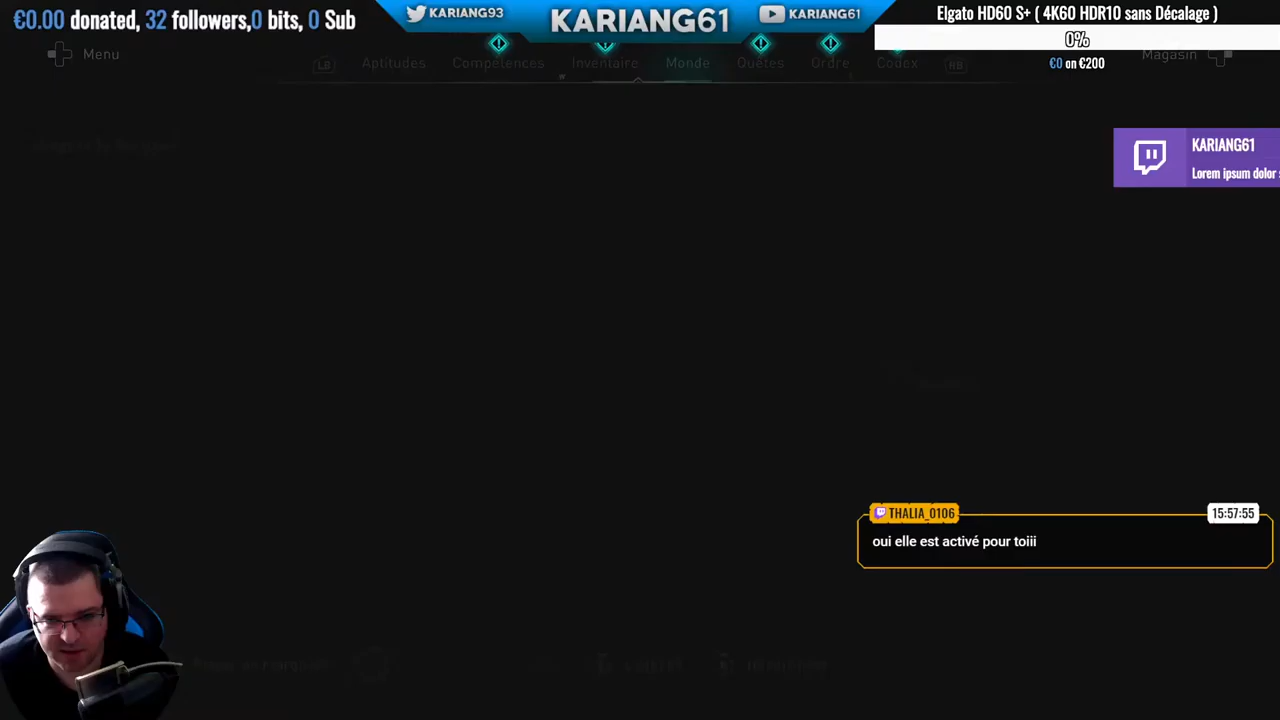 €0.00 donated, 32 followers,0 bits, 0 Sub
KARIANG93
KARIANG61
KARIANG61
Elgato HD60 S+ ( 4K60 HDR10 sans Décalage )
0%
€0 on €200
Menu
LB
Aptitudes
Compétences
Inventaire
Monde
Quêtes
Ordre
Codex
RB
Magasin
KARIANG61
Lorem ipsum dolor
THALIA_0106
15:57:55
oui elle est activé pour toiii